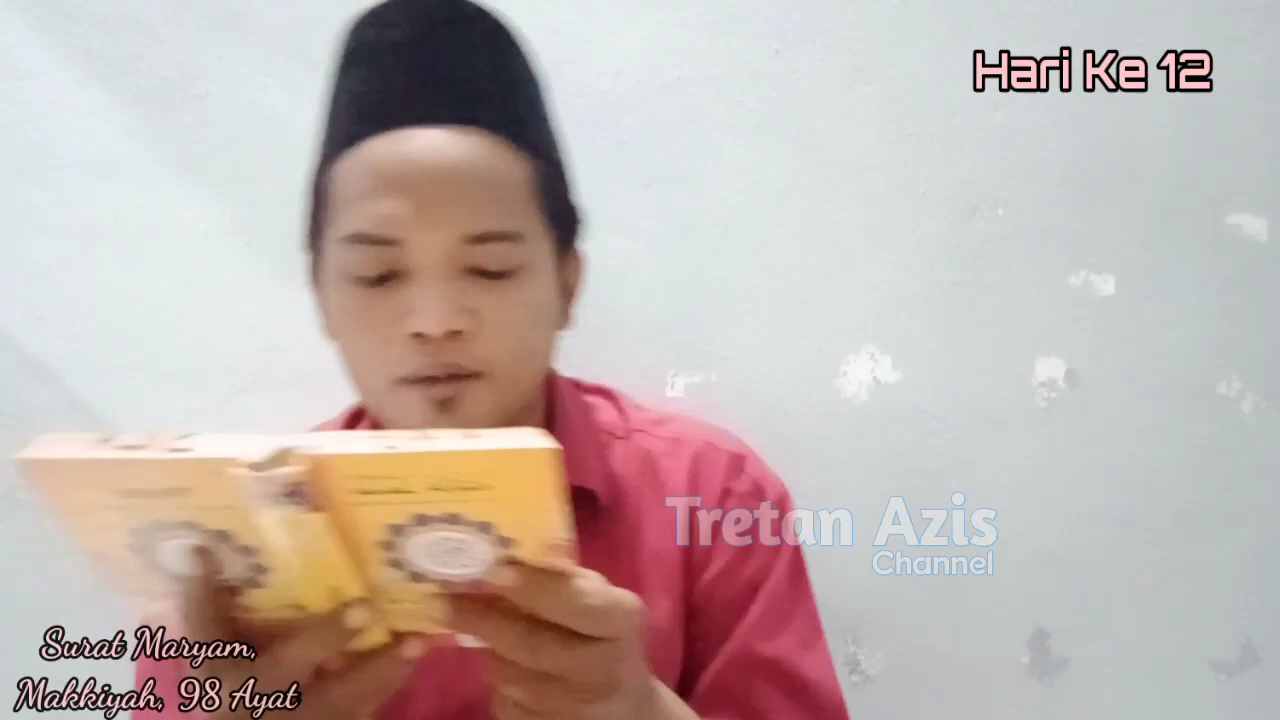 Hari Ke 12
Tretan Azis
Channel
Surat Maryam,
Makkiyah, 98 Ayat